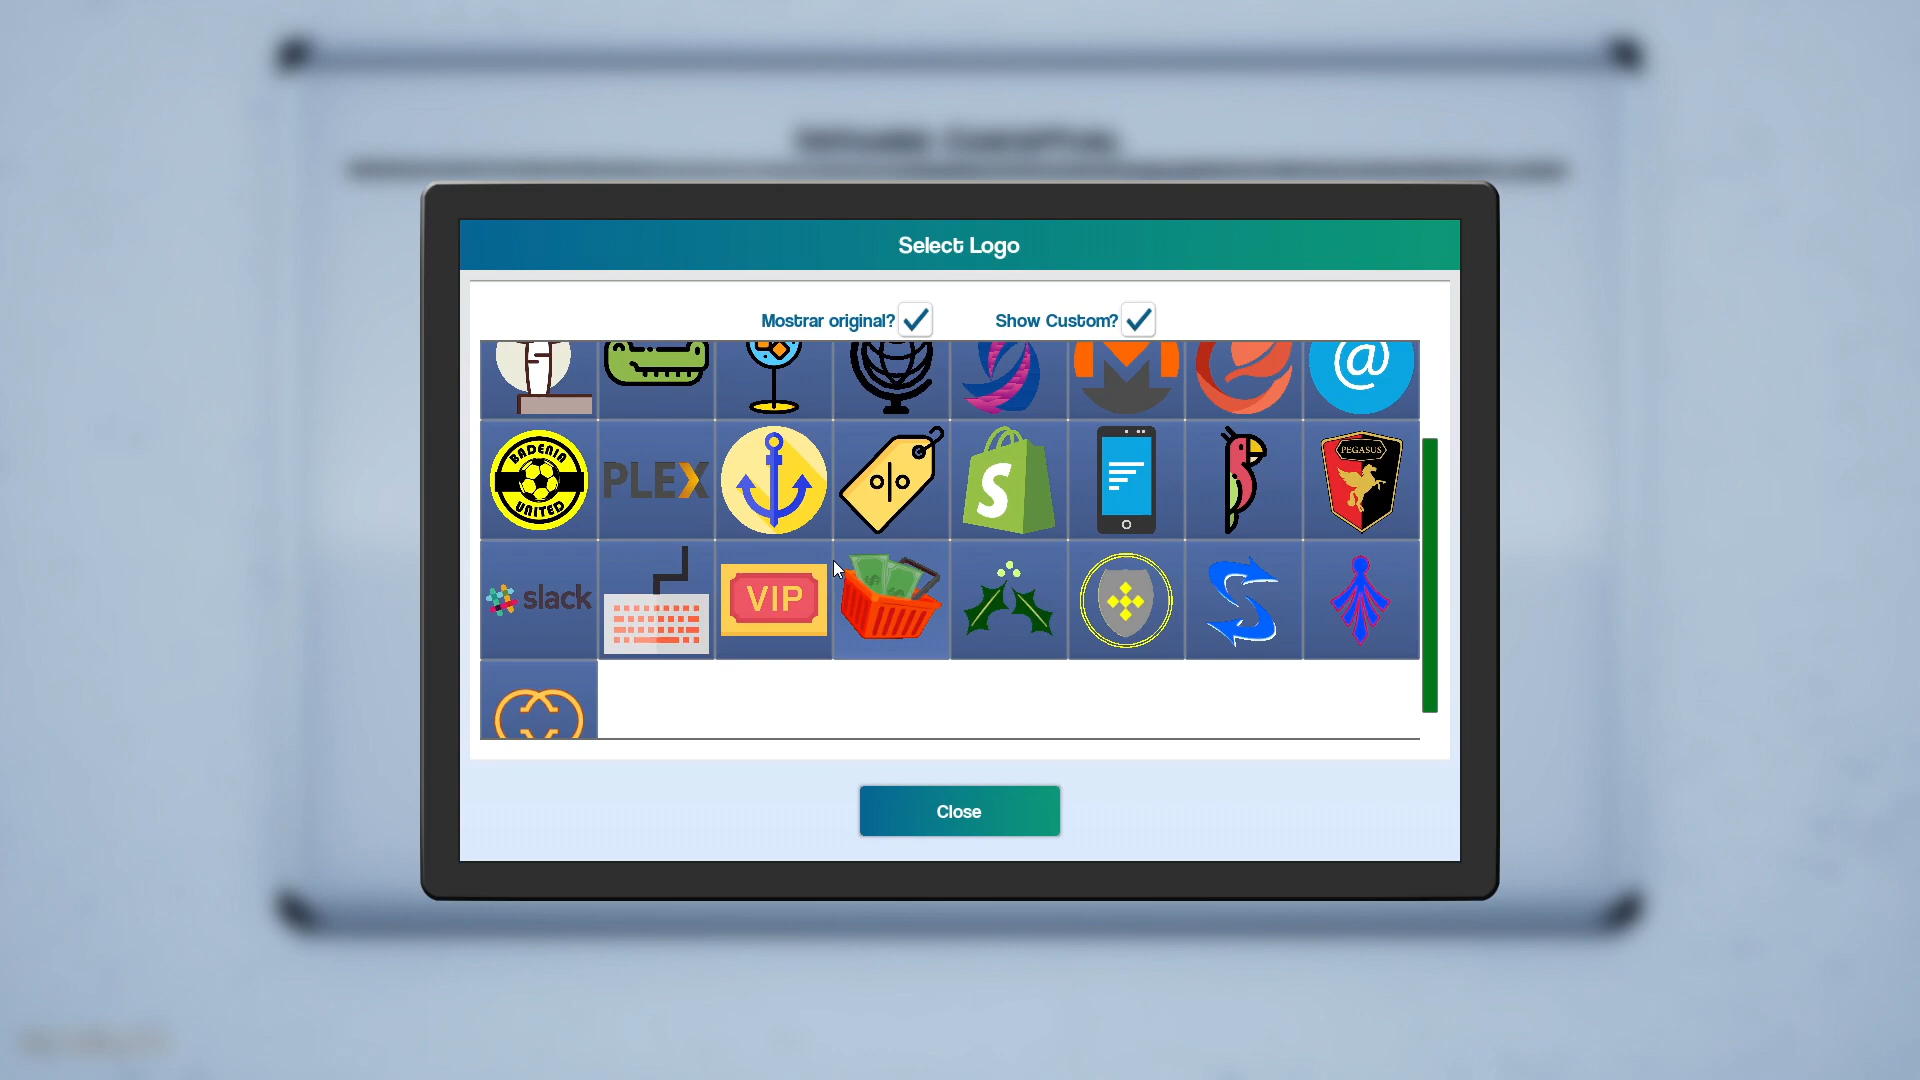 Select Logo
Mostrar original? Show Custom?
@
BADENIA
UNITED
PLEX
%
S
PEGASUS
slack
VIP
Close